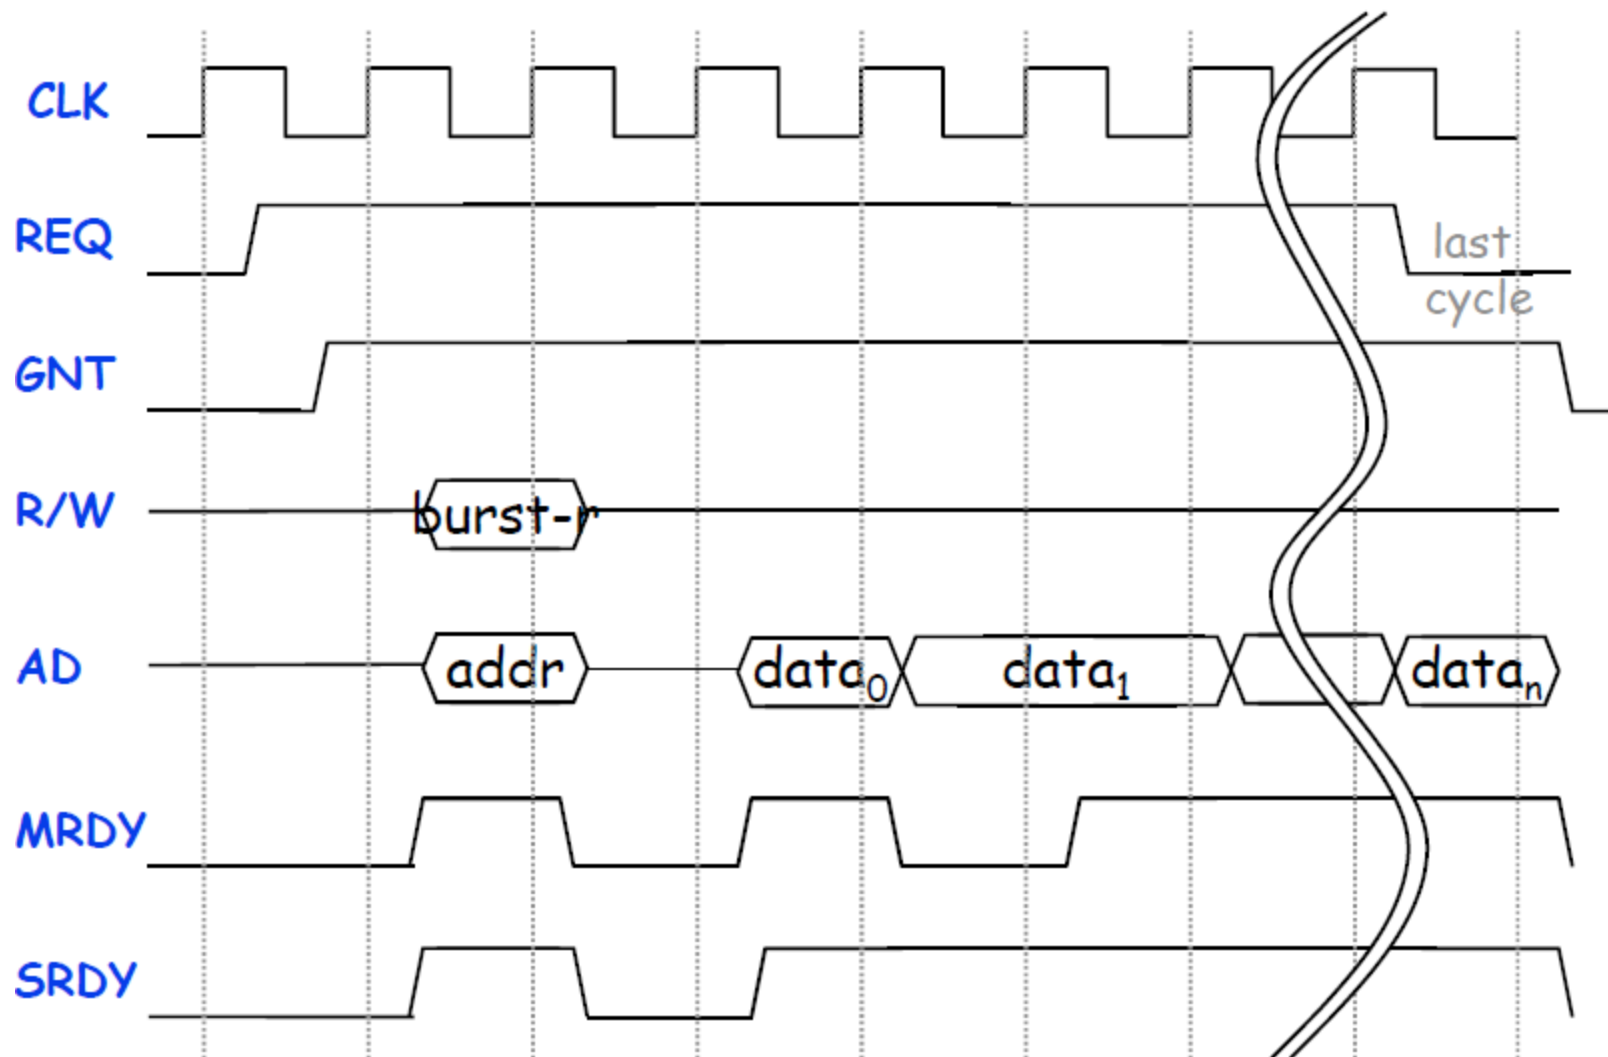 CLK
REQ
last
cycle
GNT
R/W burst-r
AD addr data₀ data₁ dataₙ
MRDY
SRDY